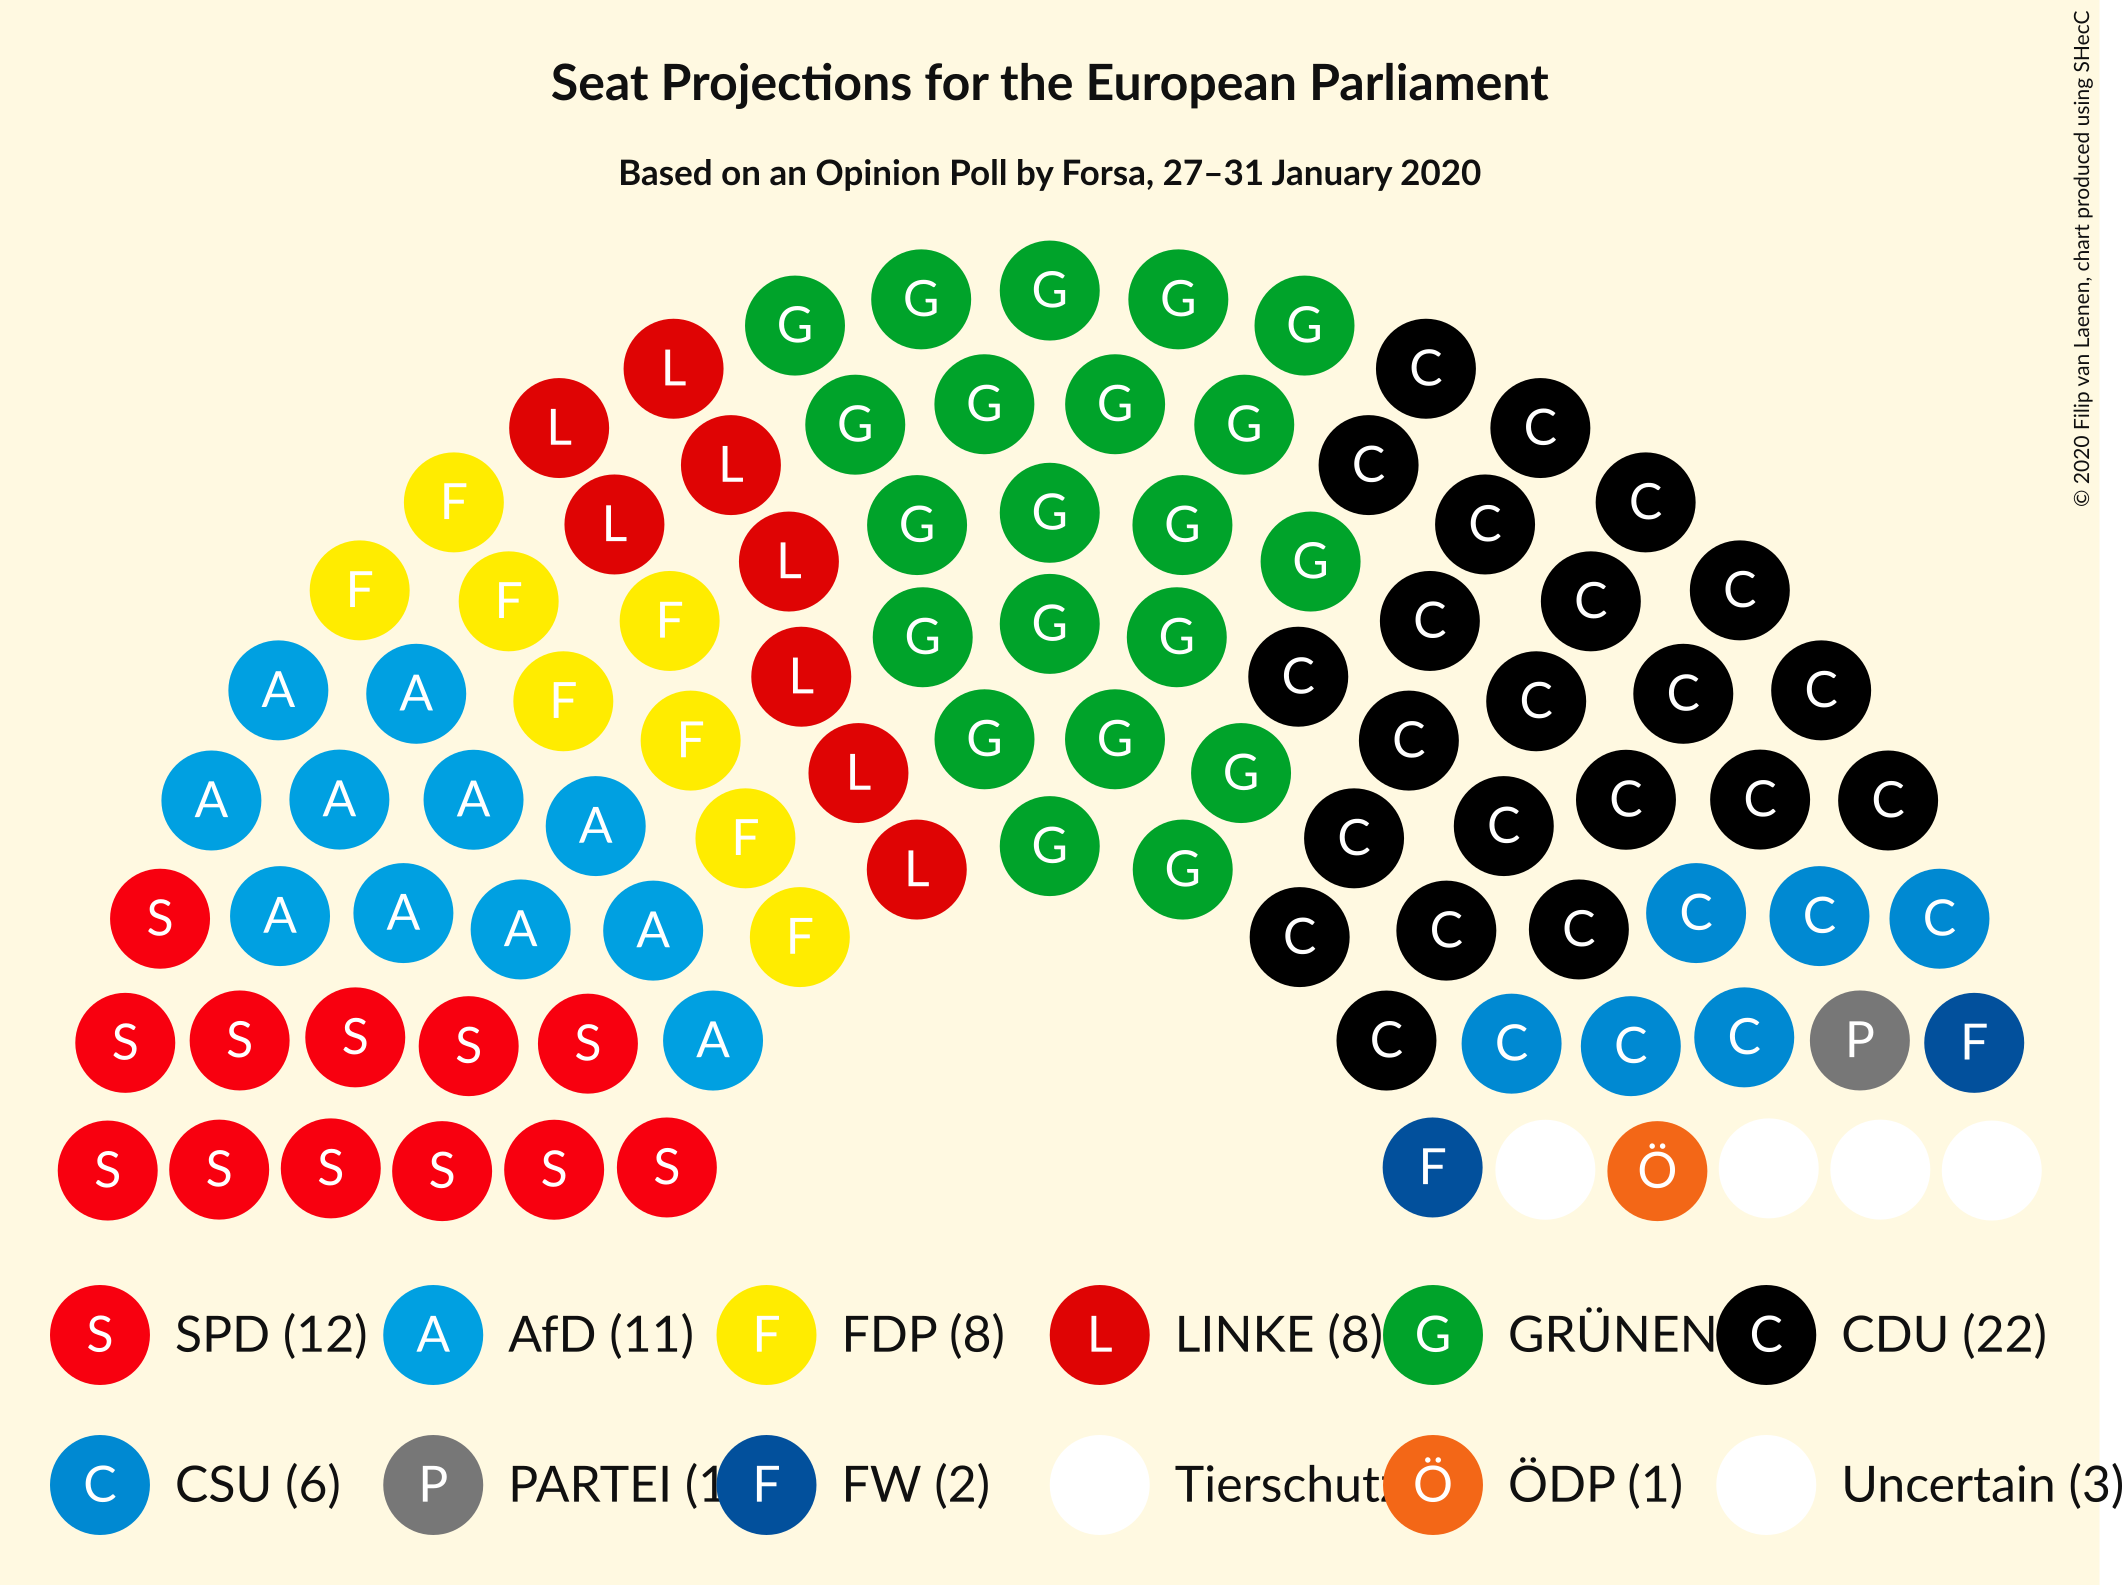 Seat Projections for the European Parliament
Based on an Opinion Poll by Forsa, 27–31 January 2020
© 2020 Filip van Laenen, chart produced using SHecC
G G G G G
L C
G G G G
L C
L C
F G G G C
L C
L G C
F F F G G G C C C
L C
A A F F G G G C C C C
L
A A A A F C C C C C
L G G
S A A A A F C C C C C C
S S S S S A C C C C P F
S S S S S S F Ö
S SPD (12) A AfD (11) F FDP (8) L LINKE (8) G GRÜNEN C CDU (22)
C CSU (6) P PARTEI (1 F FW (2) Tierschutz Ö ÖDP (1) Uncertain (3)